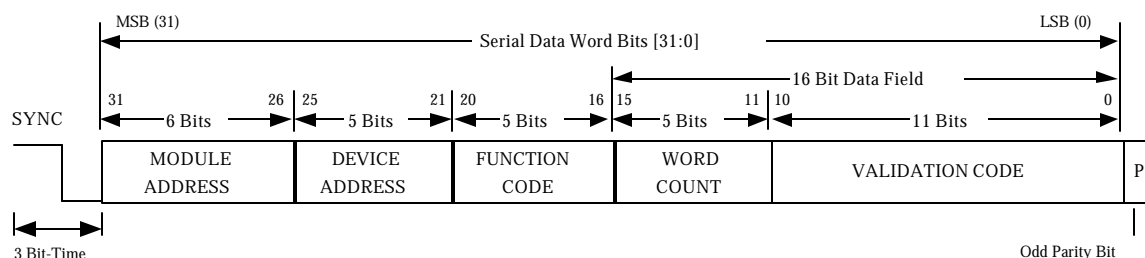 MSB (31) LSB (0)
Serial Data Word Bits [31:0]
16 Bit Data Field
31 26 25 21 20 16 15 11 10 0
SYNC 6 Bits 5 Bits 5 Bits 5 Bits 11 Bits
MODULE ADDRESS
DEVICE ADDRESS
FUNCTION CODE
WORD COUNT
VALIDATION CODE
P
3 Bit-Time Odd Parity Bit